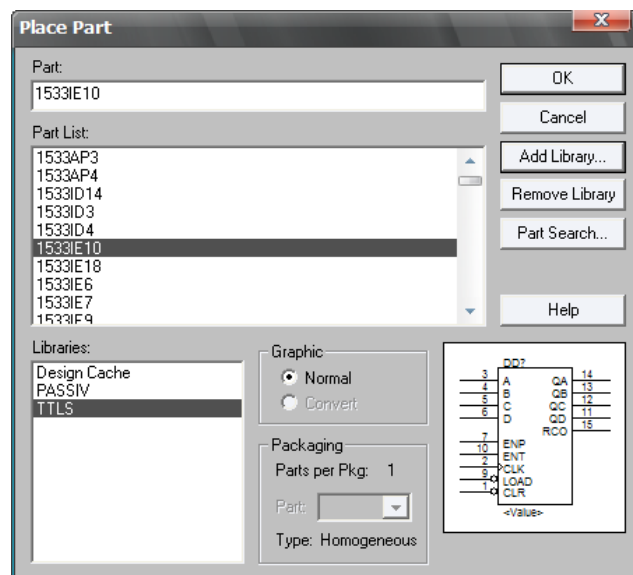 Place Part
Part:
1533IE10
OK
Cancel
Part List:
1533AP3
1533AP4
1533ID14
1533ID3
1533ID4
1533IE10
1533IE18
1533IE6
1533IE7
1533IE9
Add Library...
Remove Library
Part Search...
Help
Libraries:
Design Cache
PASSIV
TTLS
Graphic
Normal
Convert
Packaging
Parts per Pkg: 1
Part:
Type: Homogeneous
DD?
3 A QA 14
4 B QB 13
5 C QC 12
6 D QD 11
RCO 15
7 ENP
10 ENT
2 CLK
9 LOAD
1 CLR
<Value>